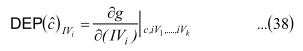 DEP(ĉ)_{IV_i} = ∂g / ∂(IV_i) |_{c,iV_1,....,iV_k} ...(38)